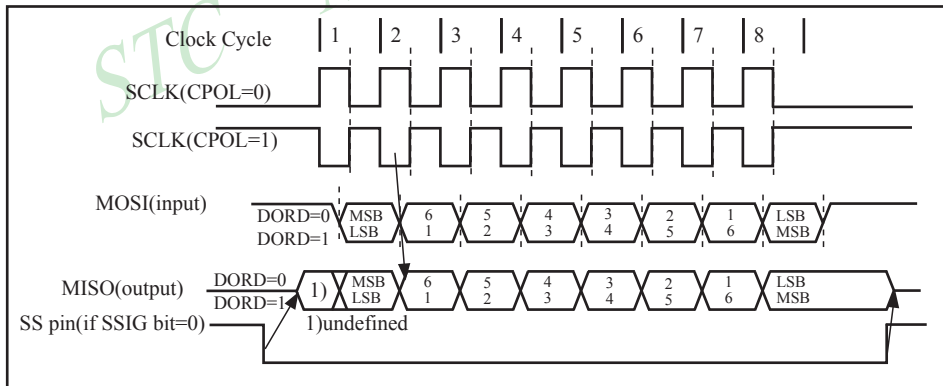 STC
Clock Cycle 1 2 3 4 5 6 7 8
SCLK(CPOL=0)
SCLK(CPOL=1)
MOSI(input)
DORD=0 MSB 6 5 4 3 2 1 LSB
DORD=1 LSB 1 2 3 4 5 6 MSB
MISO(output)
DORD=0 1) MSB 6 5 4 3 2 1 LSB
DORD=1 LSB 1 2 3 4 5 6 MSB
SS pin(if SSIG bit=0) 1)undefined